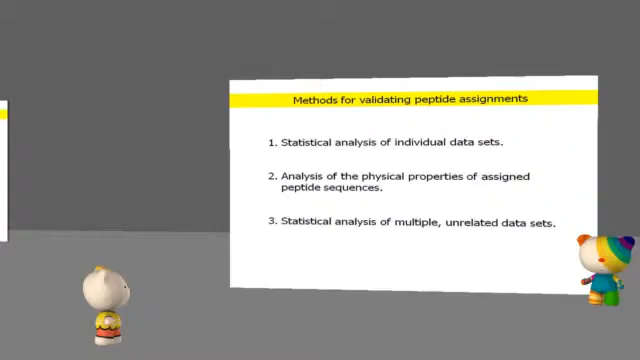 Methods for validating peptide assignments
1. Statistical analysis of individual data sets.
2. Analysis of the physical properties of assigned
peptide sequences.
3. Statistical analysis of multiple, unrelated data sets.